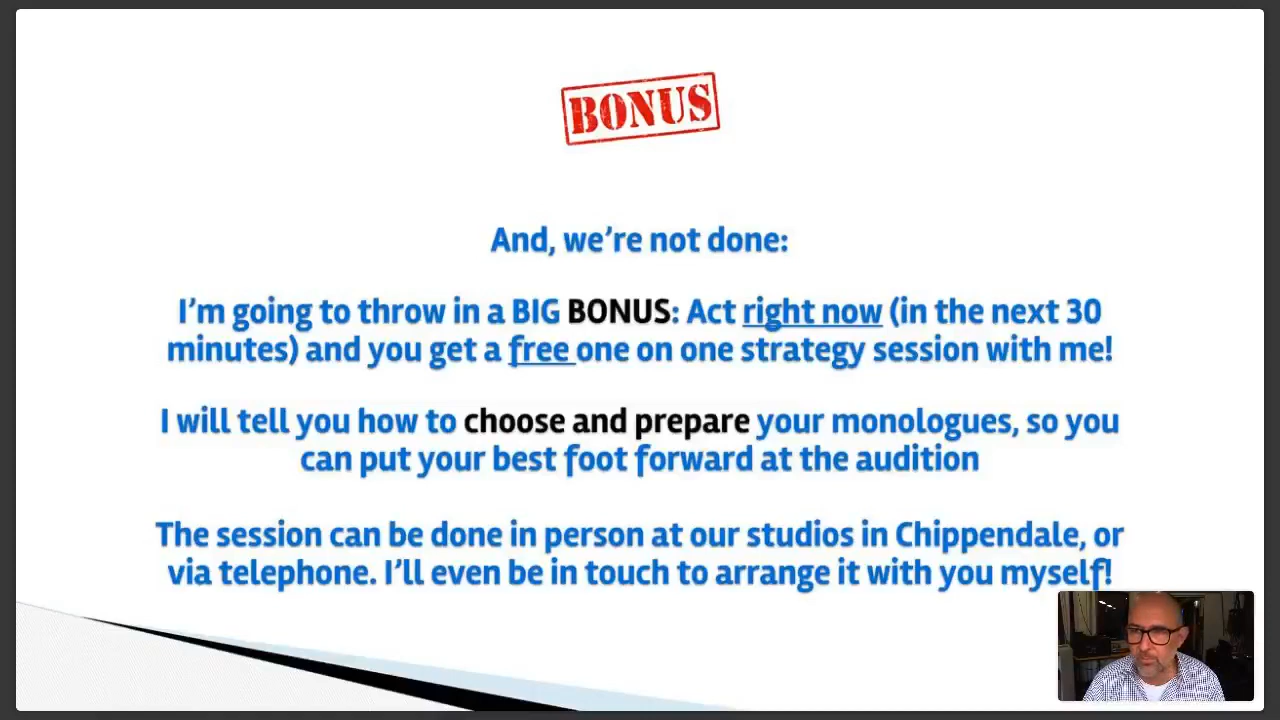 BONUS
And, we’re not done:
I’m going to throw in a BIG BONUS: Act right now (in the next 30
minutes) and you get a free one on one strategy session with me!
I will tell you how to choose and prepare your monologues, so you
can put your best foot forward at the audition
The session can be done in person at our studios in Chippendale, or
via telephone. I’ll even be in touch to arrange it with you myself!